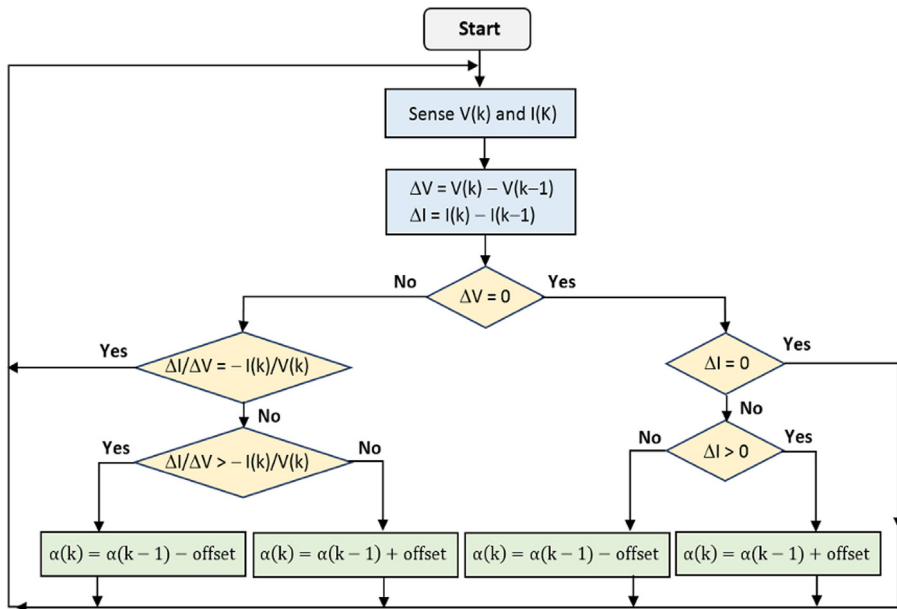 Start
Sense V(k) and I(K)
ΔV = V(k) − V(k−1)
ΔI = I(k) − I(k−1)
No
Yes
ΔV = 0
Yes
ΔI/ΔV = − I(k)/V(k)
ΔI = 0
Yes
No
No
Yes
ΔI/ΔV > − I(k)/V(k)
No
No
ΔI > 0
Yes
α(k) = α(k − 1) − offset
α(k) = α(k − 1) + offset
α(k) = α(k − 1) − offset
α(k) = α(k − 1) + offset